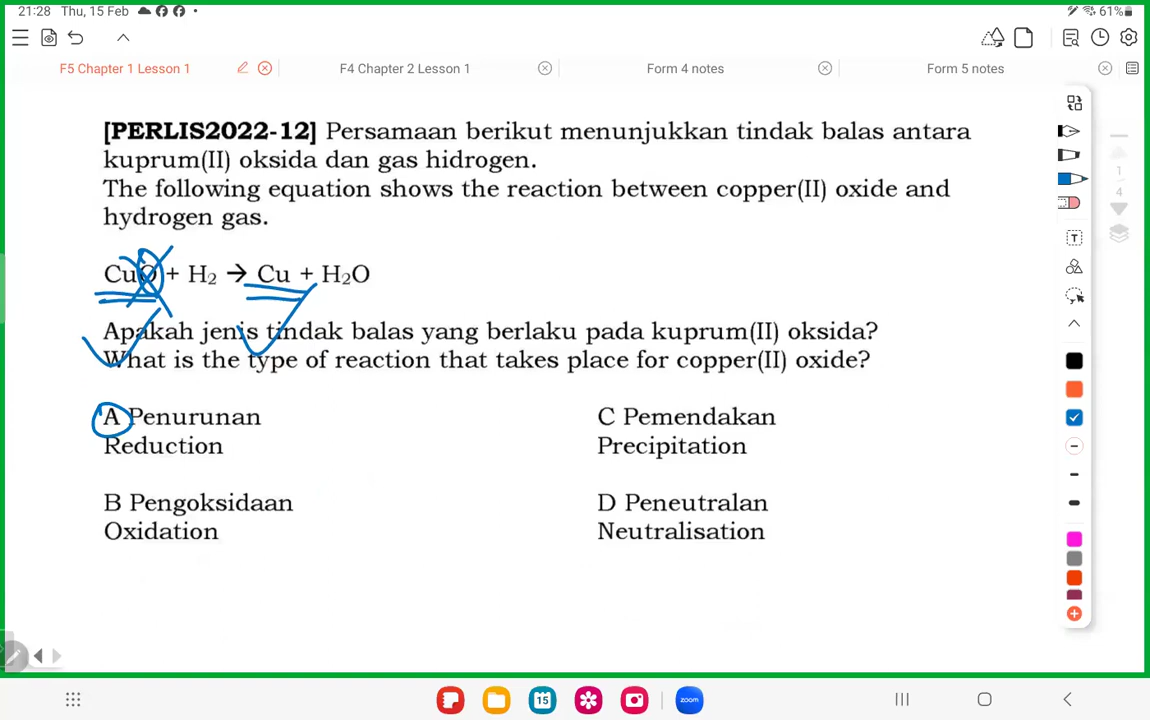 21:28 Thu, 15 Feb
61%
F5 Chapter 1 Lesson 1
F4 Chapter 2 Lesson 1
Form 4 notes
Form 5 notes
[PERLIS2022-12] Persamaan berikut menunjukkan tindak balas antara
kuprum(II) oksida dan gas hidrogen.
The following equation shows the reaction between copper(II) oxide and
hydrogen gas.
CuO + H₂ → Cu + H₂O
Apakah jenis tindak balas yang berlaku pada kuprum(II) oksida?
What is the type of reaction that takes place for copper(II) oxide?
A Penurunan
Reduction
B Pengoksidaan
Oxidation
C Pemendakan
Precipitation
D Peneutralan
Neutralisation
T
1
4
15
zoom